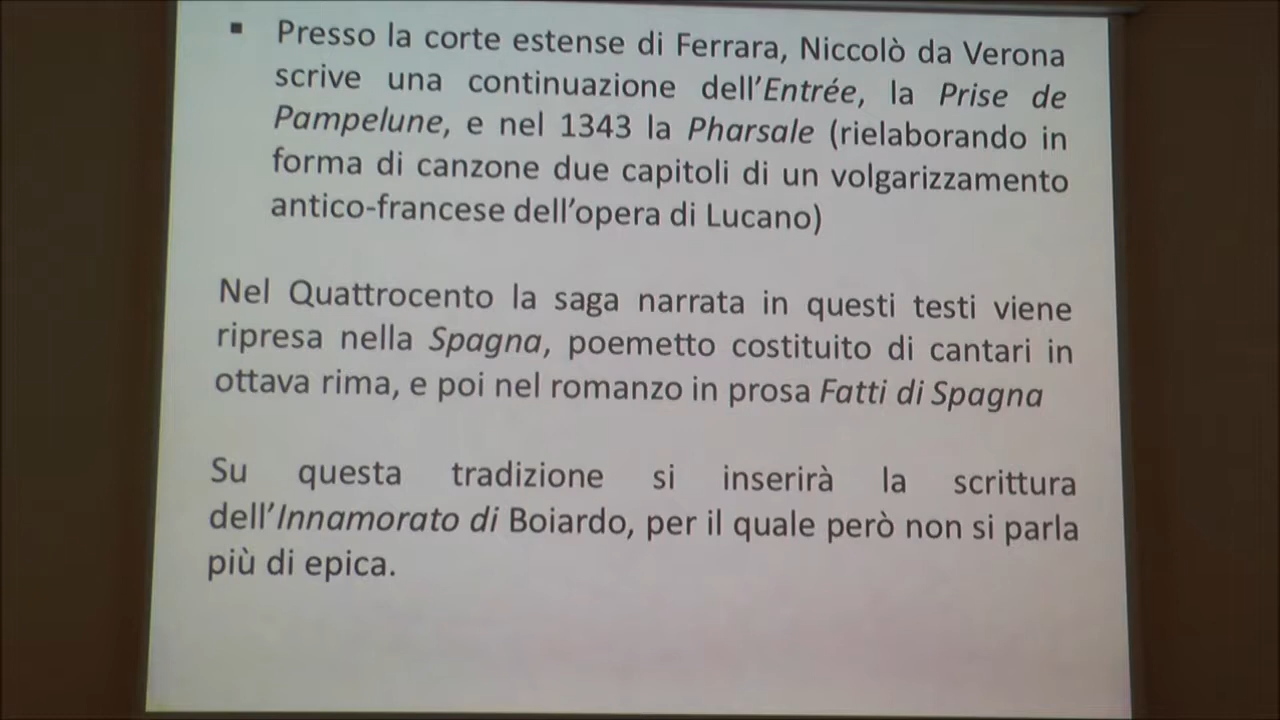 ▪ Presso la corte estense di Ferrara, Niccolò da Verona
scrive una continuazione dell'Entrée, la Prise de
Pampelune, e nel 1343 la Pharsale (rielaborando in
forma di canzone due capitoli di un volgarizzamento
antico-francese dell'opera di Lucano)
Nel Quattrocento la saga narrata in questi testi viene
ripresa nella Spagna, poemetto costituito di cantari in
ottava rima, e poi nel romanzo in prosa Fatti di Spagna
Su questa tradizione si inserirà la scrittura
dell'Innamorato di Boiardo, per il quale però non si parla
più di epica.